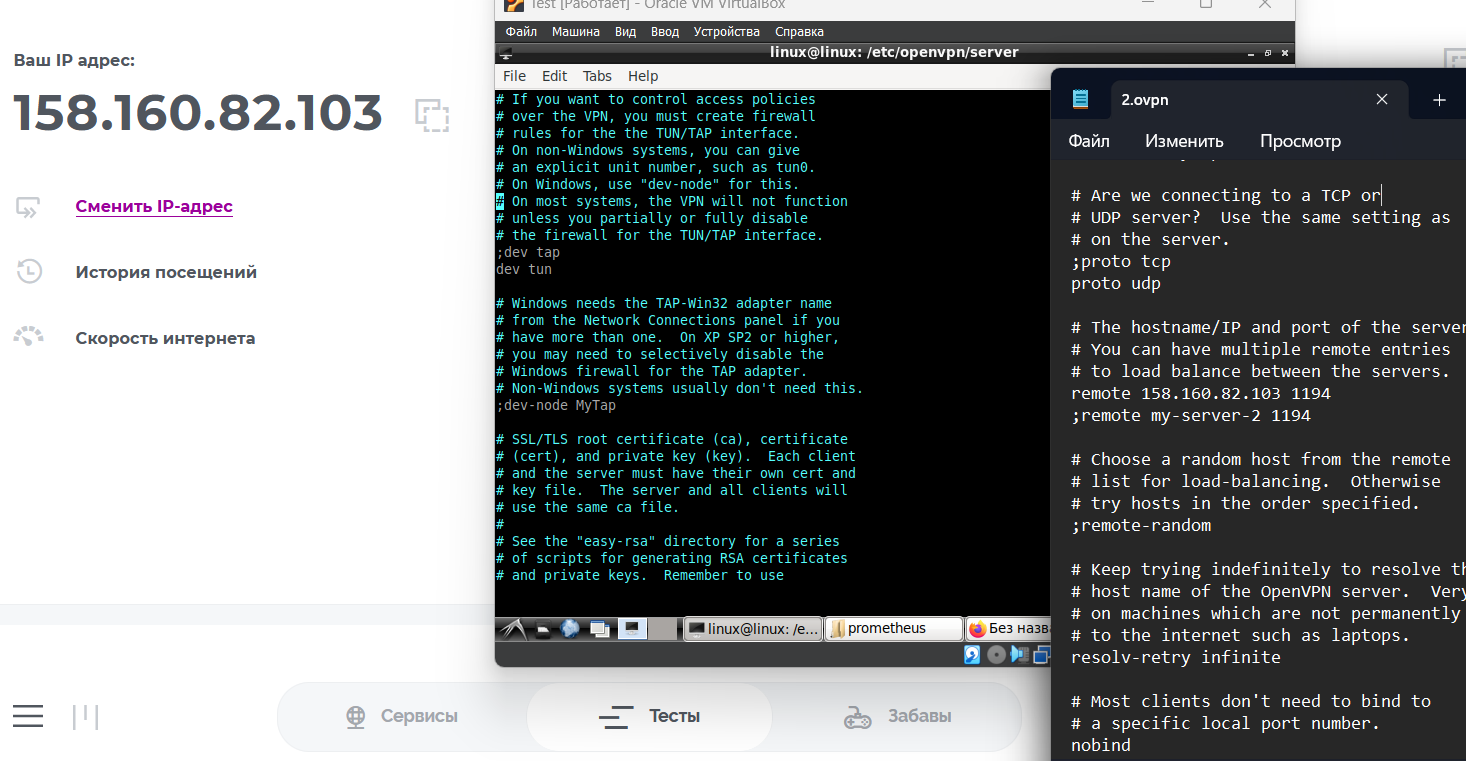 Ваш IP адрес:
158.160.82.103
Сменить IP-адрес
История посещений
Скорость интернета
Сервисы
Тесты
Забавы
Test [Работает] - Oracle VM VirtualBox
Файл Машина Вид Ввод Устройства Справка
linux@linux: /etc/openvpn/server
File Edit Tabs Help
# If you want to control access policies
# over the VPN, you must create firewall
# rules for the the TUN/TAP interface.
# On non-Windows systems, you can give
# an explicit unit number, such as tun0.
# On Windows, use "dev-node" for this.
# On most systems, the VPN will not function
# unless you partially or fully disable
# the firewall for the TUN/TAP interface.
;dev tap
dev tun
# Windows needs the TAP-Win32 adapter name
# from the Network Connections panel if you
# have more than one.  On XP SP2 or higher,
# you may need to selectively disable the
# Windows firewall for the TAP adapter.
# Non-Windows systems usually don't need this.
;dev-node MyTap
# SSL/TLS root certificate (ca), certificate
# (cert), and private key (key).  Each client
# and the server must have their own cert and
# key file.  The server and all clients will
# use the same ca file.
#
# See the "easy-rsa" directory for a series
# of scripts for generating RSA certificates
# and private keys.  Remember to use
linux@linux: /e...
prometheus
Без назв
2.ovpn
Файл Изменить Просмотр
# Are we connecting to a TCP or
# UDP server?  Use the same setting as
# on the server.
;proto tcp
proto udp
# The hostname/IP and port of the server
# You can have multiple remote entries
# to load balance between the servers.
remote 158.160.82.103 1194
;remote my-server-2 1194
# Choose a random host from the remote
# list for load-balancing.  Otherwise
# try hosts in the order specified.
;remote-random
# Keep trying indefinitely to resolve th
# host name of the OpenVPN server.  Very
# on machines which are not permanently
# to the internet such as laptops.
resolv-retry infinite
# Most clients don't need to bind to
# a specific local port number.
nobind